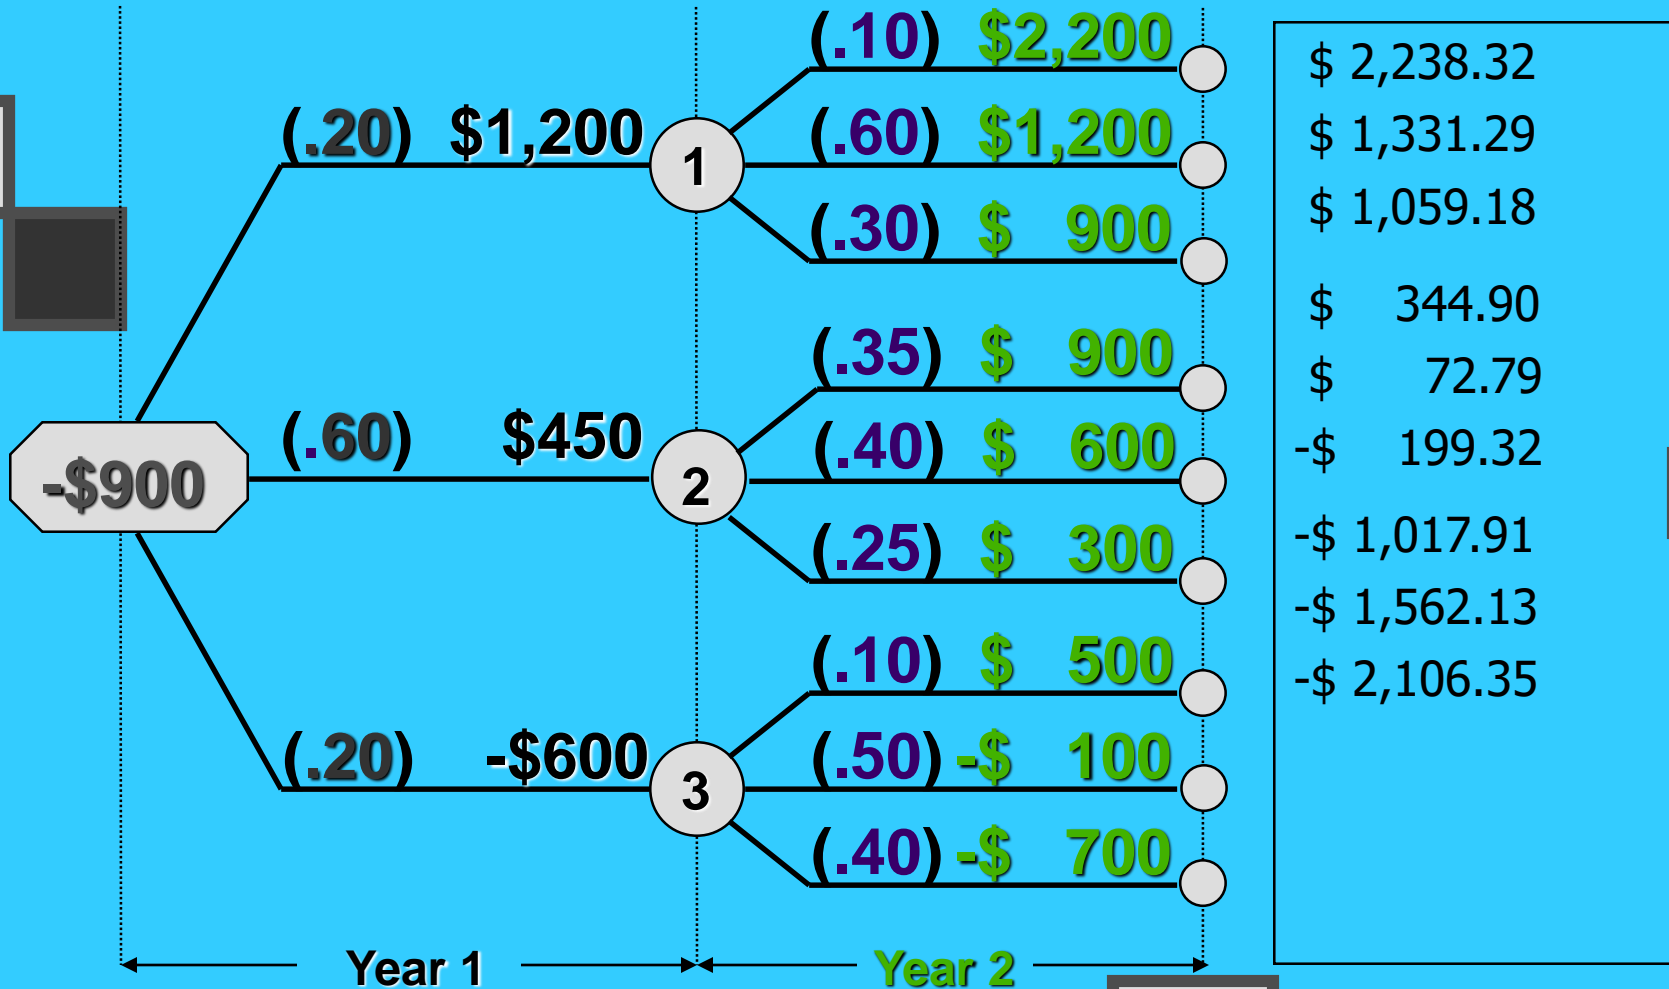 (.10) $2,200
$ 2,238.32
(.20) $1,200
(.60) $1,200
$ 1,331.29
1
(.30) $ 900
$ 1,059.18
$ 344.90
(.35) $ 900
$ 72.79
(.60) $450
(.40) $ 600
-$ 199.32
-$900
2
(.25) $ 300
-$ 1,017.91
-$ 1,562.13
(.10) $ 500
-$ 2,106.35
(.20) -$600
(.50) -$ 100
3
(.40) -$ 700
Year 1
Year 2